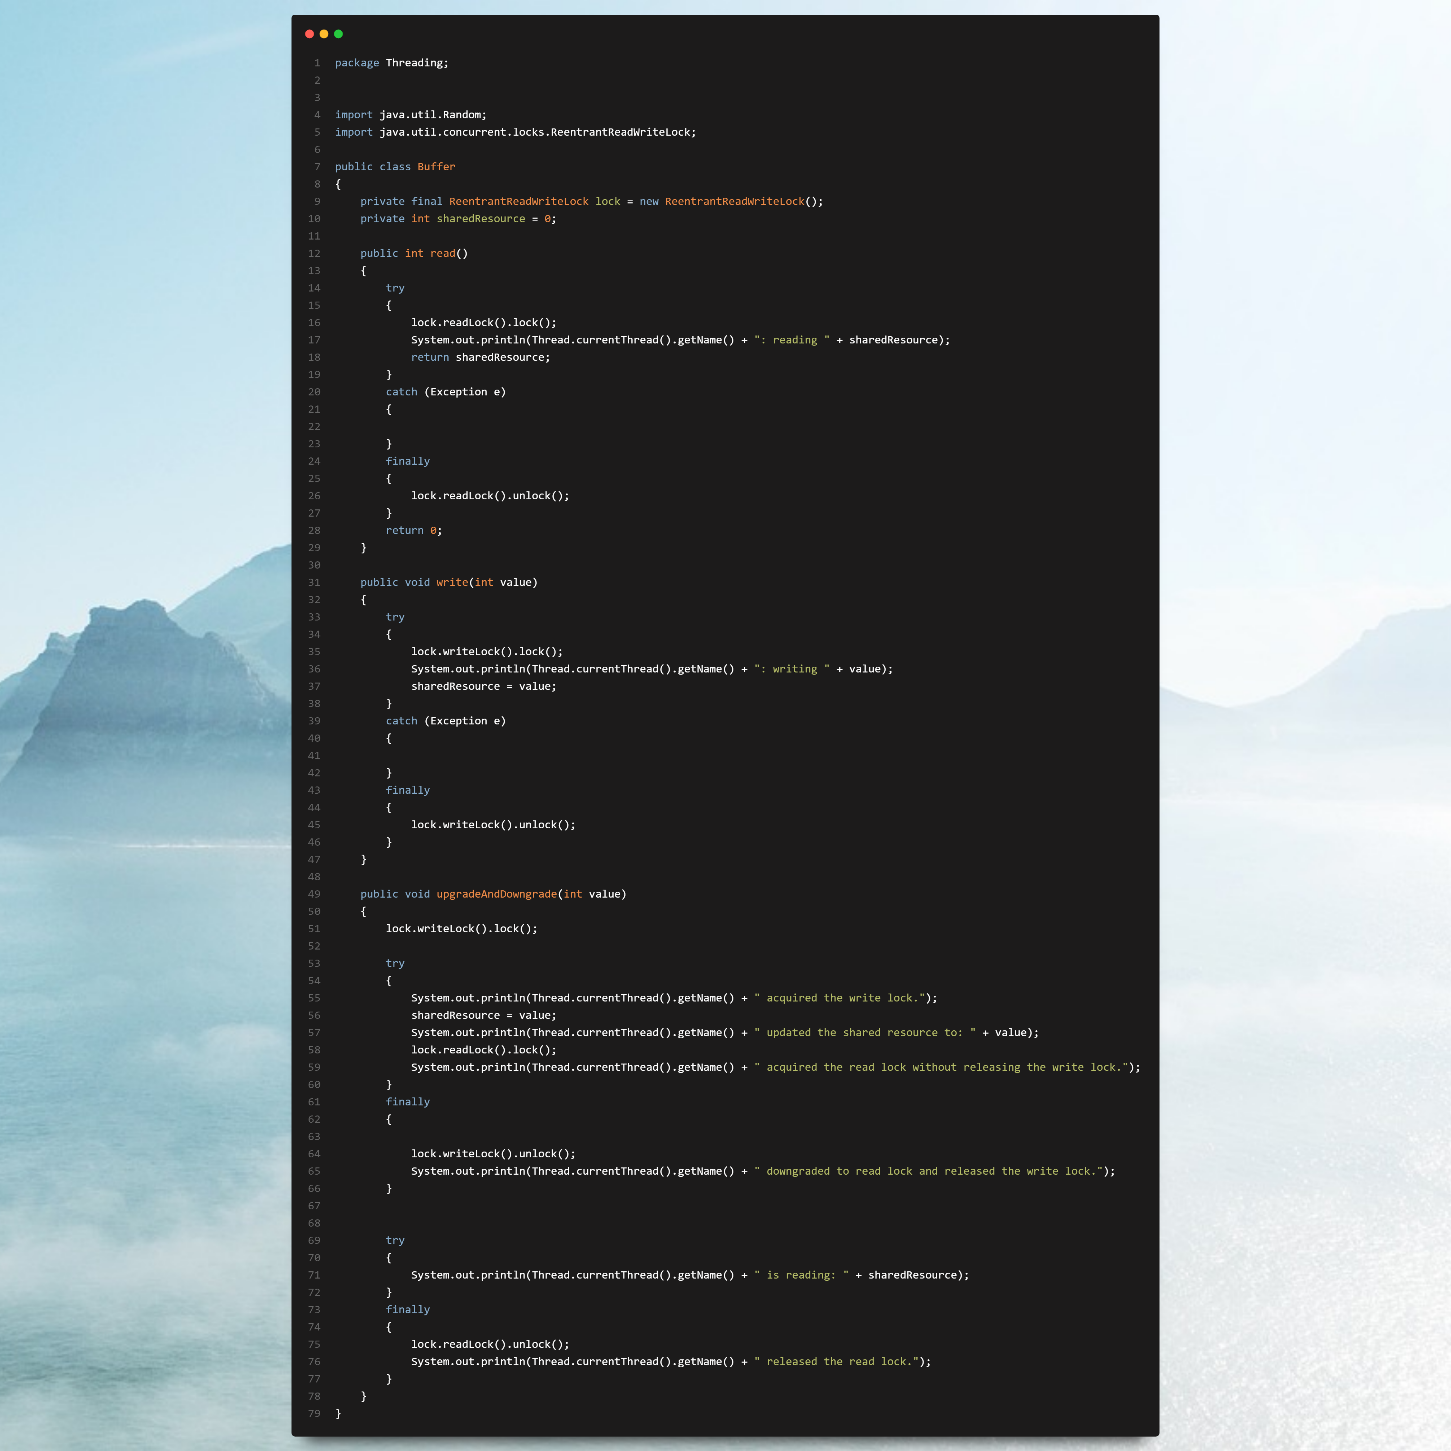 1 package Threading;
2
3
4 import java.util.Random;
5 import java.util.concurrent.locks.ReentrantReadWriteLock;
6
7 public class Buffer
8 {
9     private final ReentrantReadWriteLock lock = new ReentrantReadWriteLock();
10     private int sharedResource = 0;
11
12     public int read()
13     {
14         try
15         {
16             lock.readLock().lock();
17             System.out.println(Thread.currentThread().getName() + ": reading " + sharedResource);
18             return sharedResource;
19         }
20         catch (Exception e)
21         {
22
23         }
24         finally
25         {
26             lock.readLock().unlock();
27         }
28         return 0;
29     }
30
31     public void write(int value)
32     {
33         try
34         {
35             lock.writeLock().lock();
36             System.out.println(Thread.currentThread().getName() + ": writing " + value);
37             sharedResource = value;
38         }
39         catch (Exception e)
40         {
41
42         }
43         finally
44         {
45             lock.writeLock().unlock();
46         }
47     }
48
49     public void upgradeAndDowngrade(int value)
50     {
51         lock.writeLock().lock();
52
53         try
54         {
55             System.out.println(Thread.currentThread().getName() + " acquired the write lock.");
56             sharedResource = value;
57             System.out.println(Thread.currentThread().getName() + " updated the shared resource to: " + value);
58             lock.readLock().lock();
59             System.out.println(Thread.currentThread().getName() + " acquired the read lock without releasing the write lock.");
60         }
61         finally
62         {
63
64             lock.writeLock().unlock();
65             System.out.println(Thread.currentThread().getName() + " downgraded to read lock and released the write lock.");
66         }
67
68
69         try
70         {
71             System.out.println(Thread.currentThread().getName() + " is reading: " + sharedResource);
72         }
73         finally
74         {
75             lock.readLock().unlock();
76             System.out.println(Thread.currentThread().getName() + " released the read lock.");
77         }
78     }
79 }